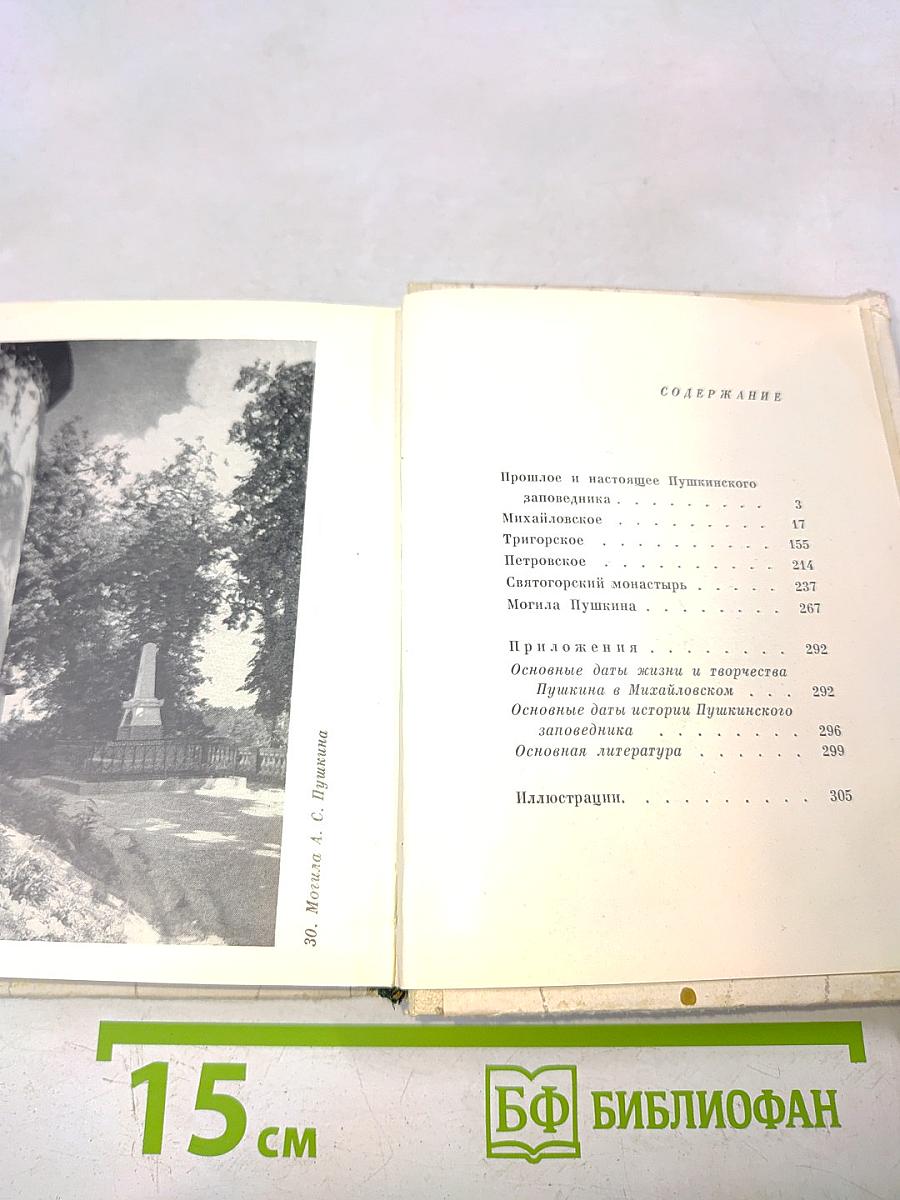 30. Могила А. С. Пушкина
СОДЕРЖАНИЕ
Прошлое и настоящее Пушкинского
заповедника . . . . . . . . 3
Михайловское . . . . . . . . . 17
Тригорское . . . . . . . . . . 155
Петровское . . . . . . . . . . 214
Святогорский монастырь . . . . . 237
Могила Пушкина . . . . . . . . 267
Приложения . . . . . . . . 292
Основные даты жизни и творчества
Пушкина в Михайловском . . . 292
Основные даты истории Пушкинского
заповедника . . . . . . . . 296
Основная литература . . . . . . 299
Иллюстрации. . . . . . . . . . 305
15 см
БФ БИБЛИОФАН